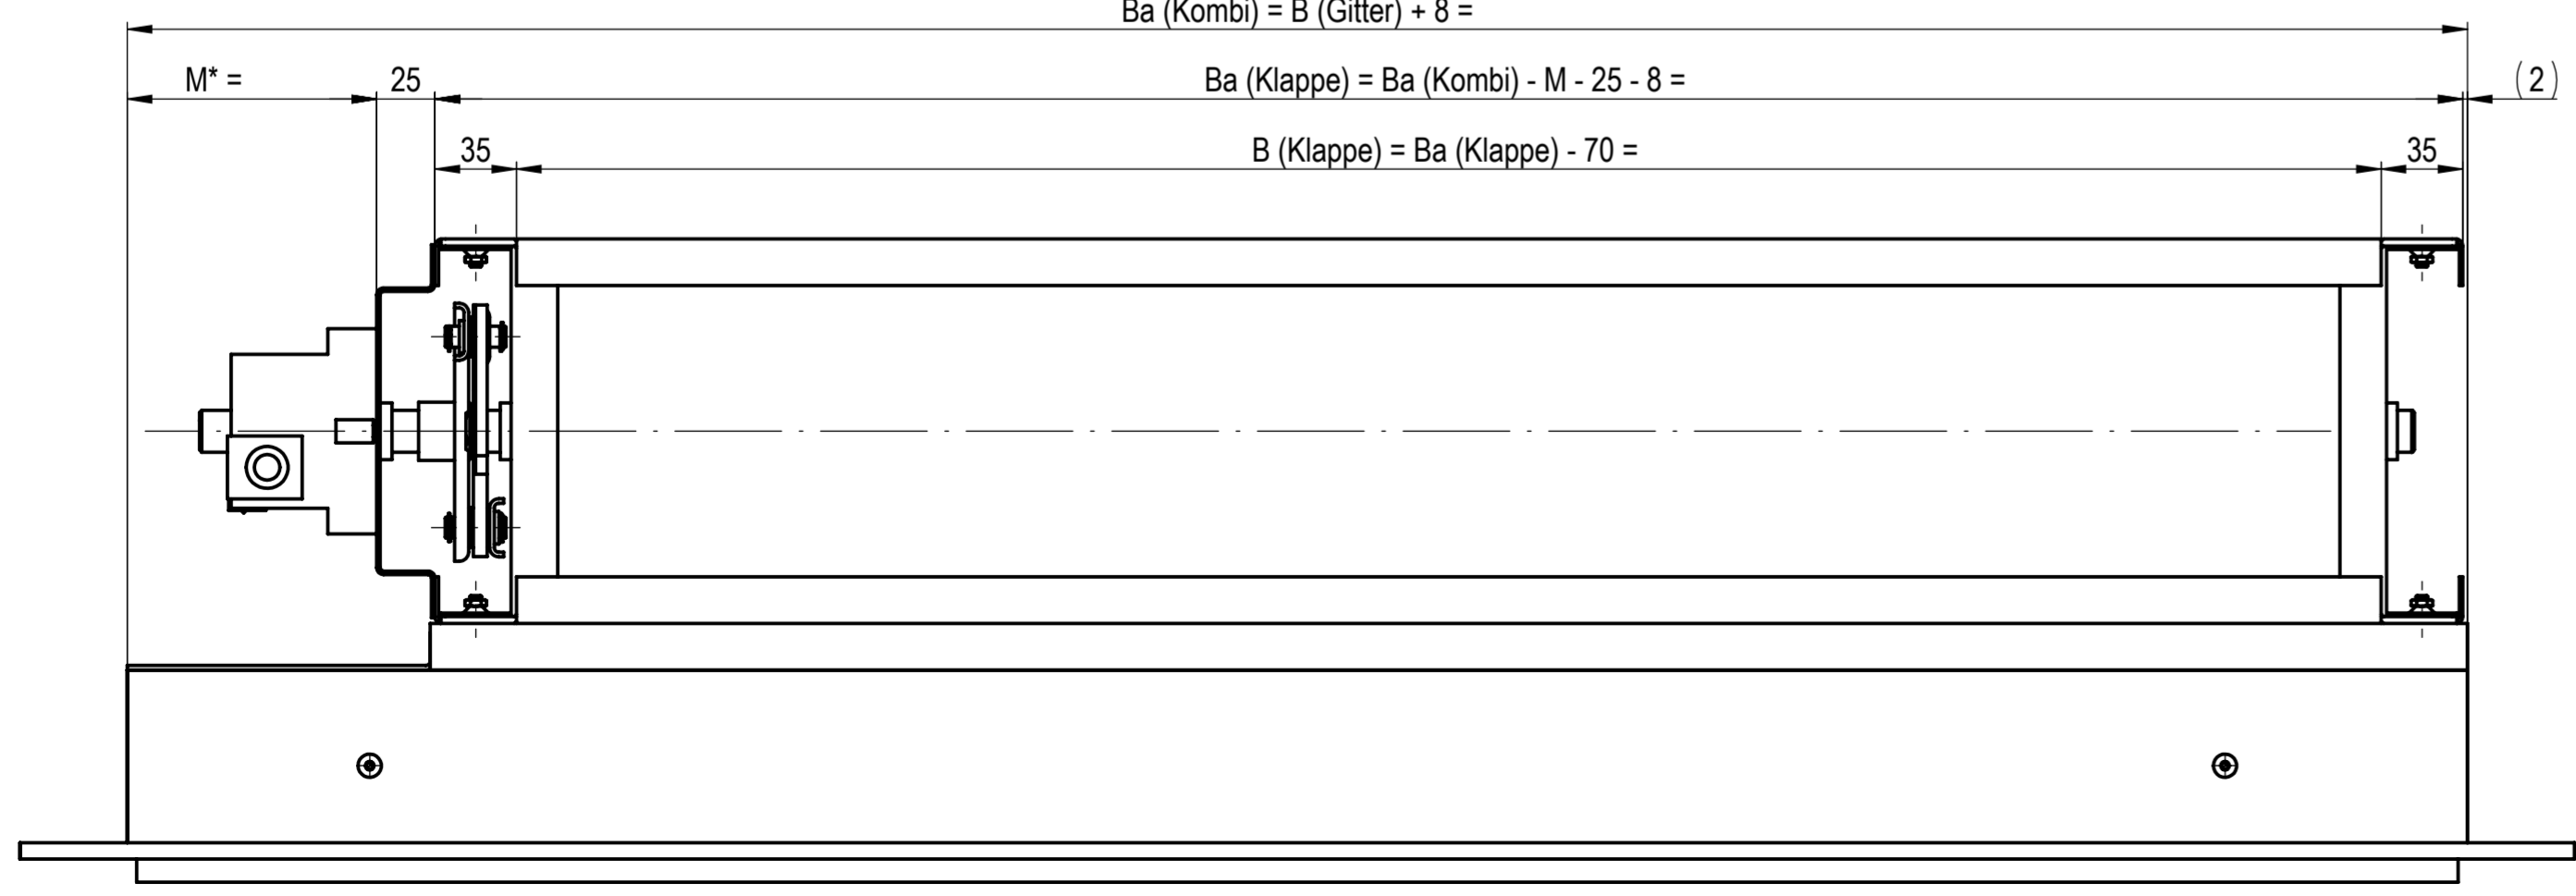 Ba (Kombi) = B (Gitter) + 8 =
M* = 25 Ba (Klappe) = Ba (Kombi) - M - 25 - 8 = (2)
35 B (Klappe) = Ba (Klappe) - 70 = 35